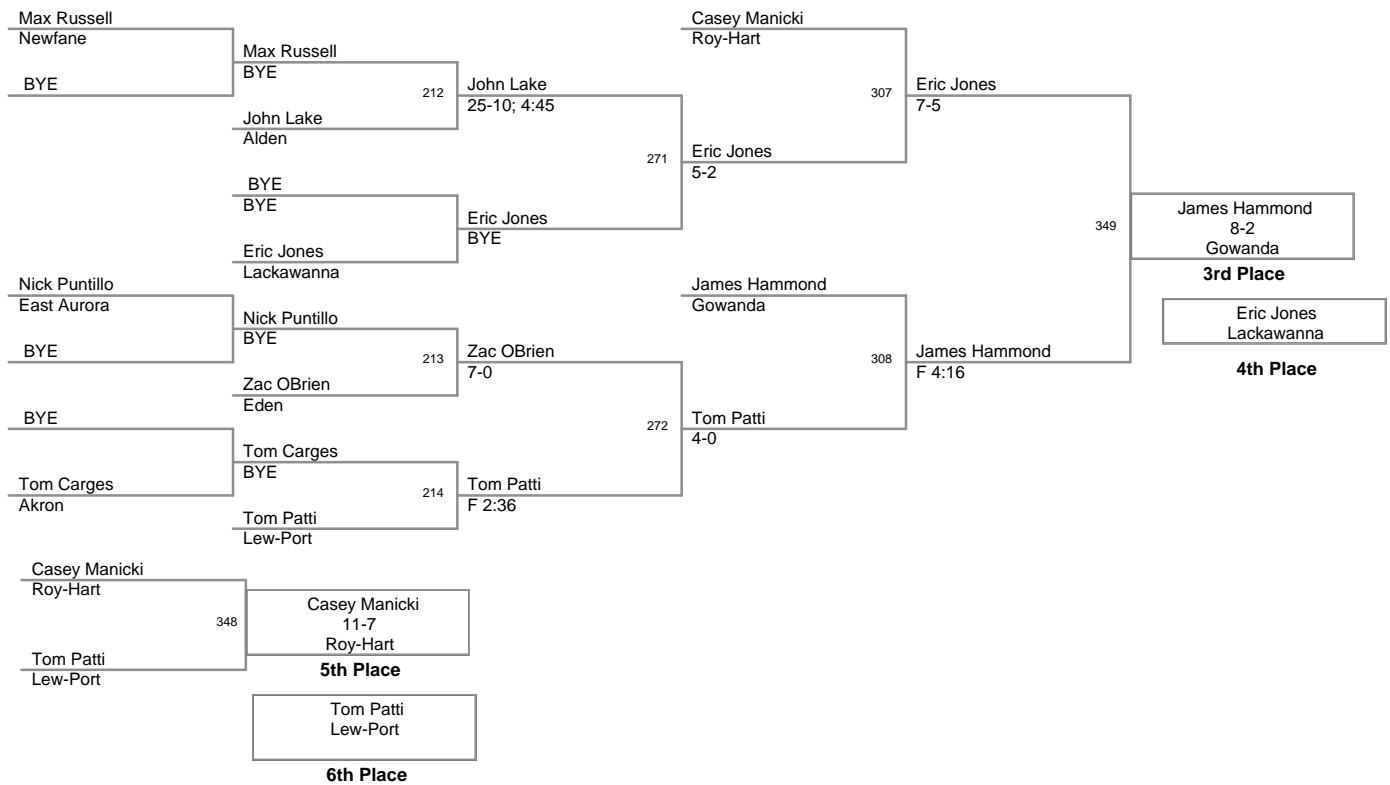 Max Russell
Newfane
BYE
Max Russell
BYE
212
John Lake
Alden
John Lake
25-10; 4:45
BYE
BYE
Eric Jones
Lackawanna
Eric Jones
BYE
271
Eric Jones
5-2
Casey Manicki
Roy-Hart
307
Eric Jones
7-5
Nick Puntillo
East Aurora
BYE
Nick Puntillo
BYE
213
Zac OBrien
Eden
Zac OBrien
7-0
BYE
Tom Carges
Akron
Tom Carges
BYE
214
Tom Patti
Lew-Port
Tom Patti
F 2:36
272
Tom Patti
4-0
James Hammond
Gowanda
308
James Hammond
F 4:16
349
James Hammond
8-2
Gowanda
3rd Place
Eric Jones
Lackawanna
4th Place
Casey Manicki
Roy-Hart
348
Tom Patti
Lew-Port
Casey Manicki
11-7
Roy-Hart
5th Place
Tom Patti
Lew-Port
6th Place